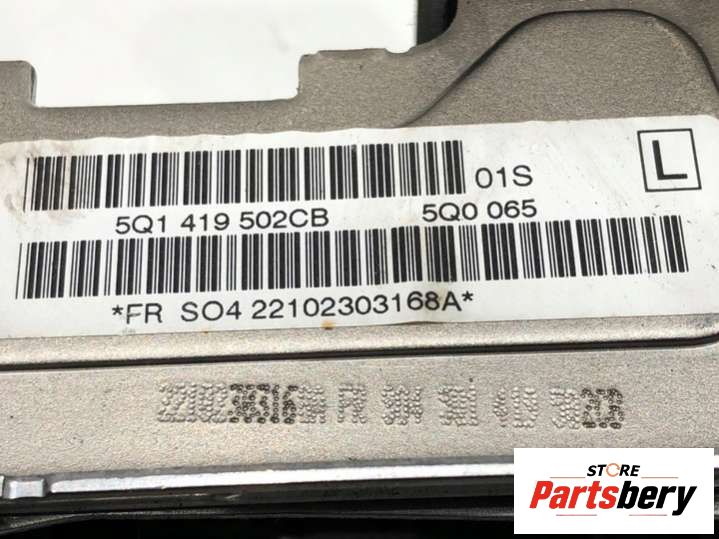 01S
L
5Q1 419 502CB 5Q0 065
*FR SO4 22102303168A*
STORE
Partsbery